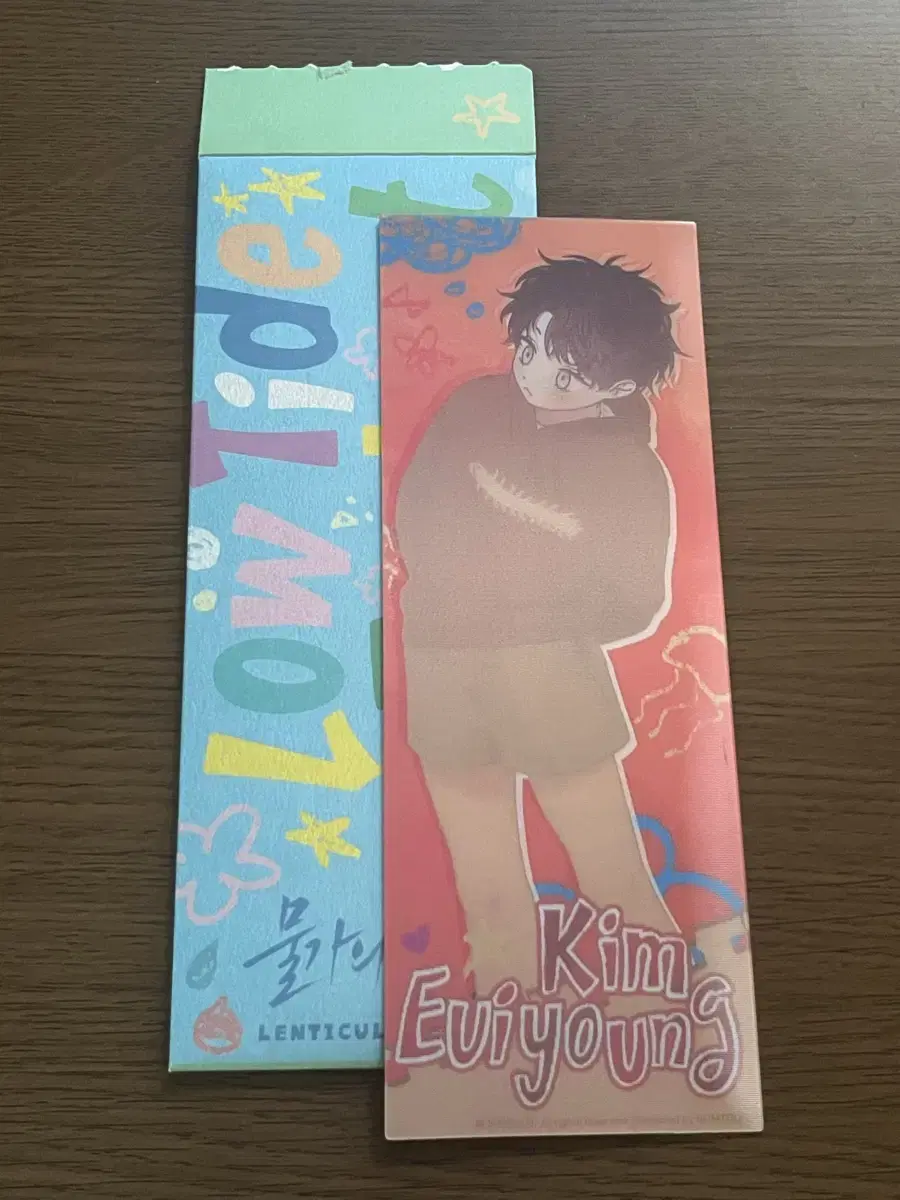 Low Tide
t
물가의
LENTICUL
Kim
Euiyoung